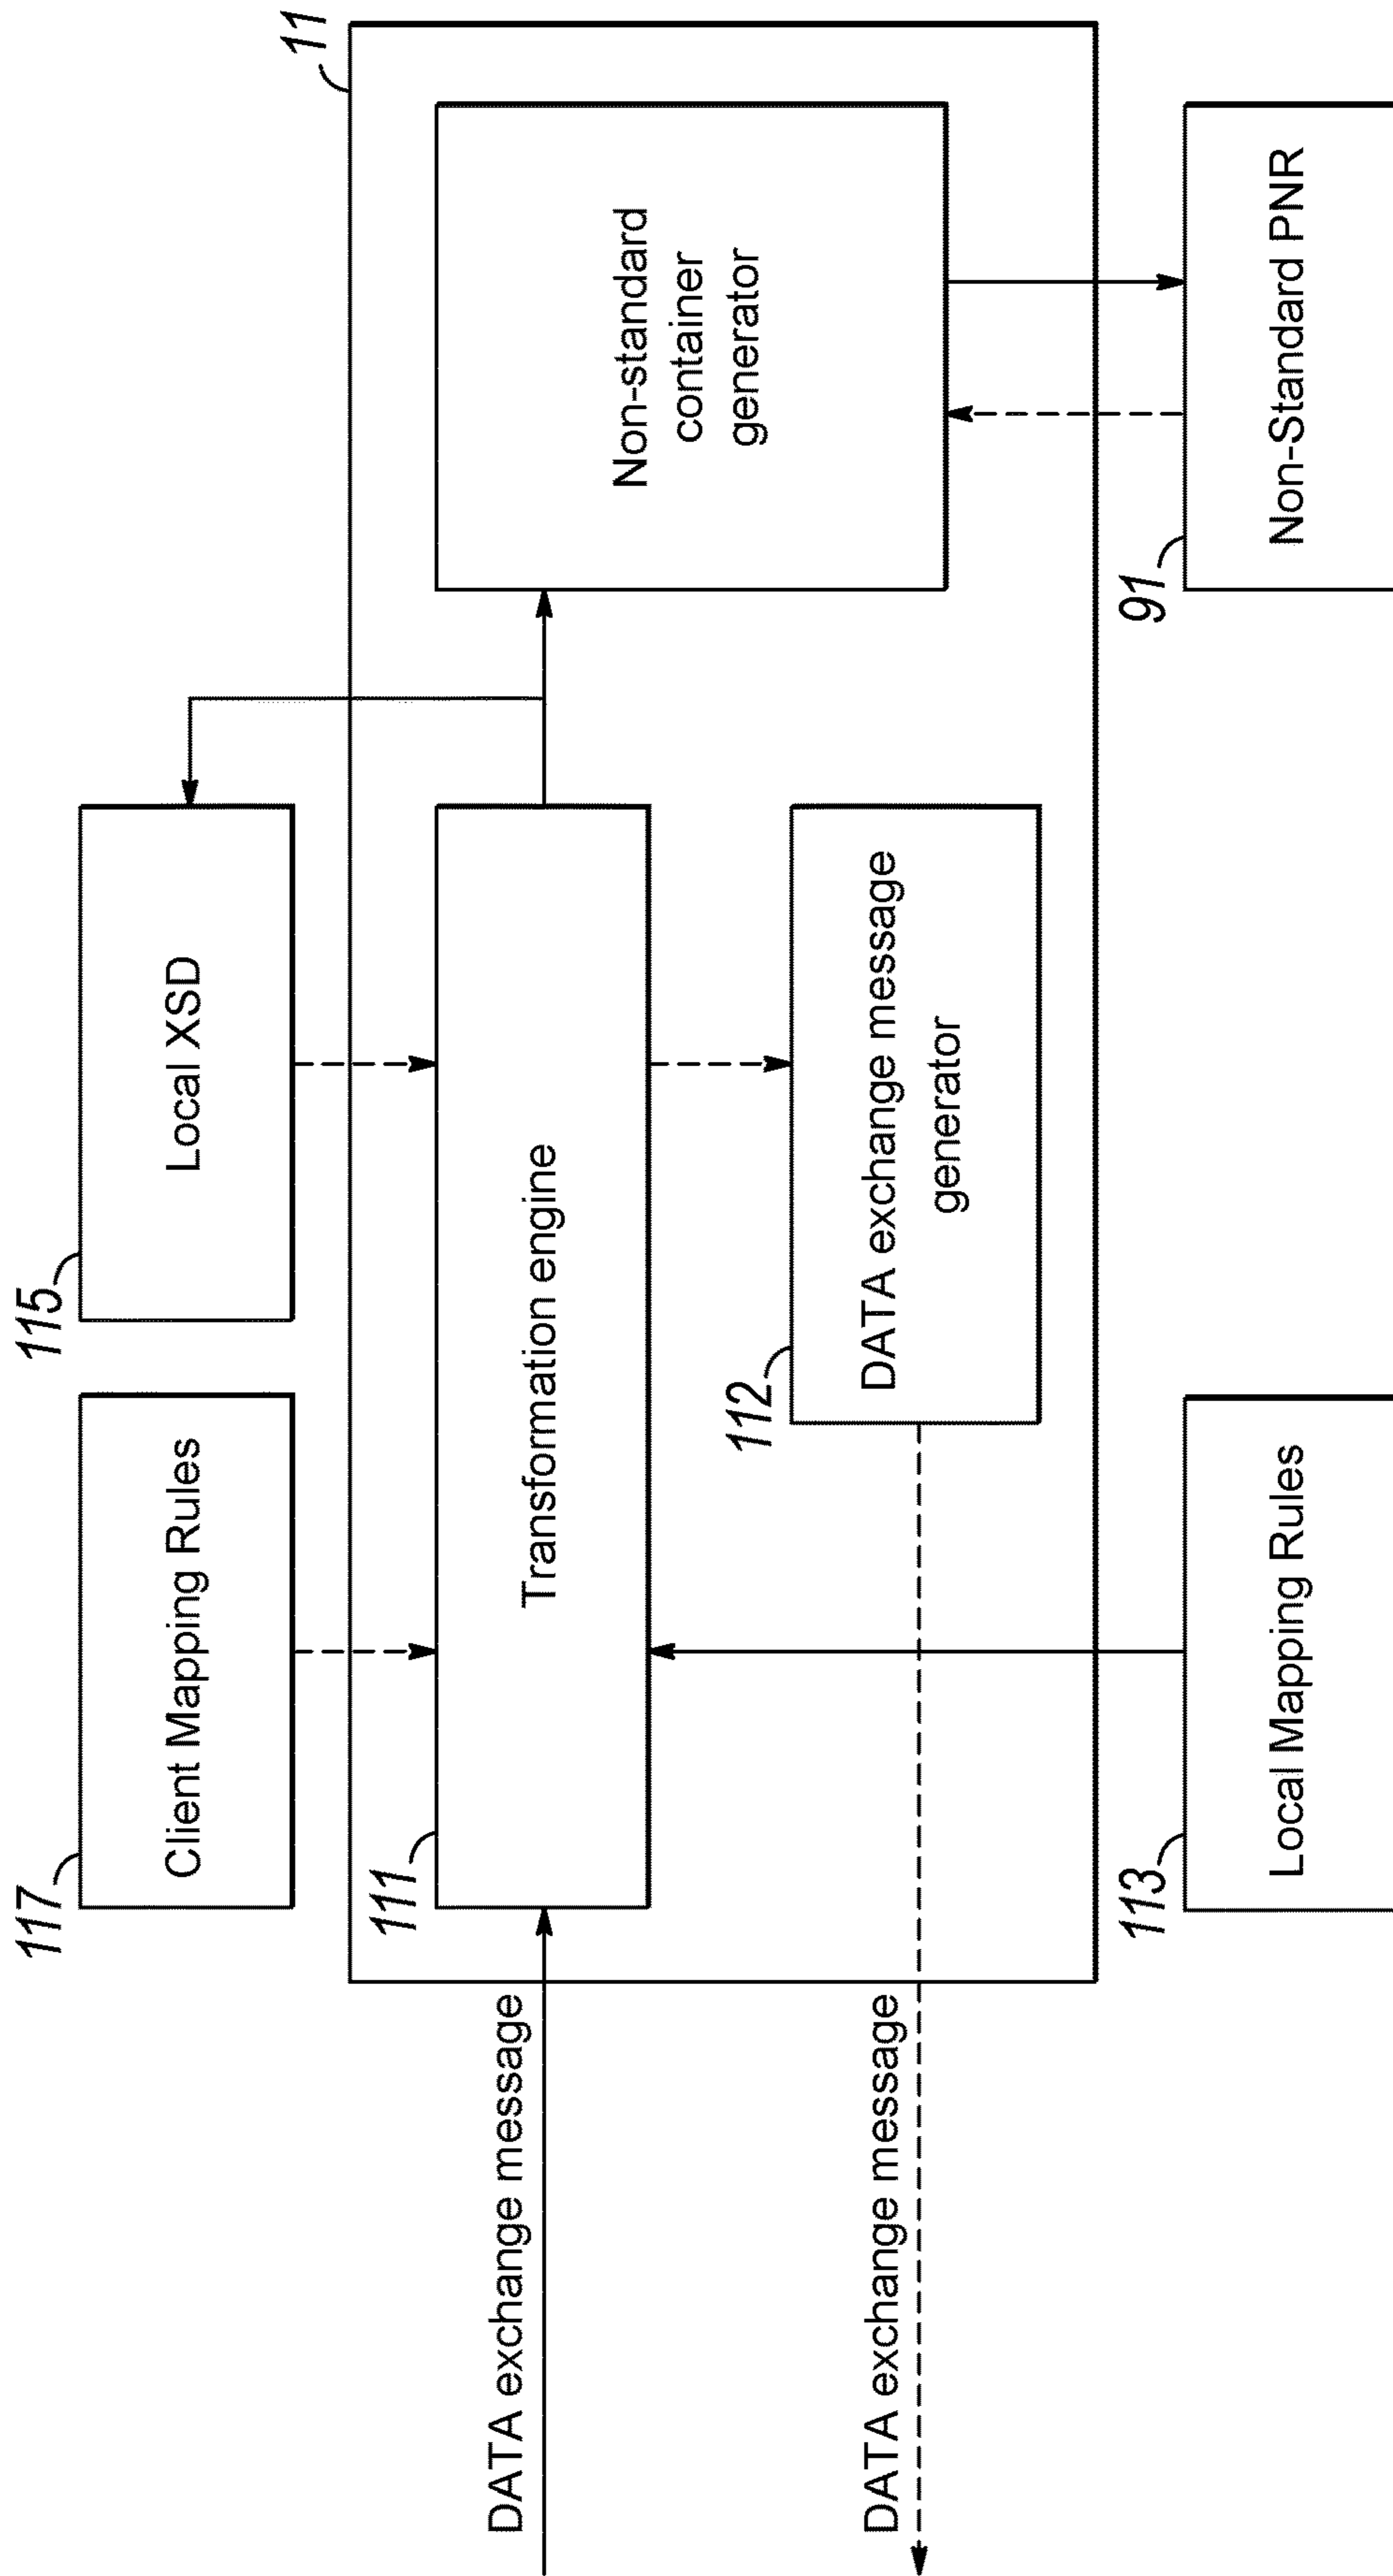 117
Client Mapping Rules
115
Local XSD
11
DATA exchange message
111
Transformation engine
Non-standard
container
generator
DATA exchange message
112
DATA exchange message
generator
113
Local Mapping Rules
91
Non-Standard PNR